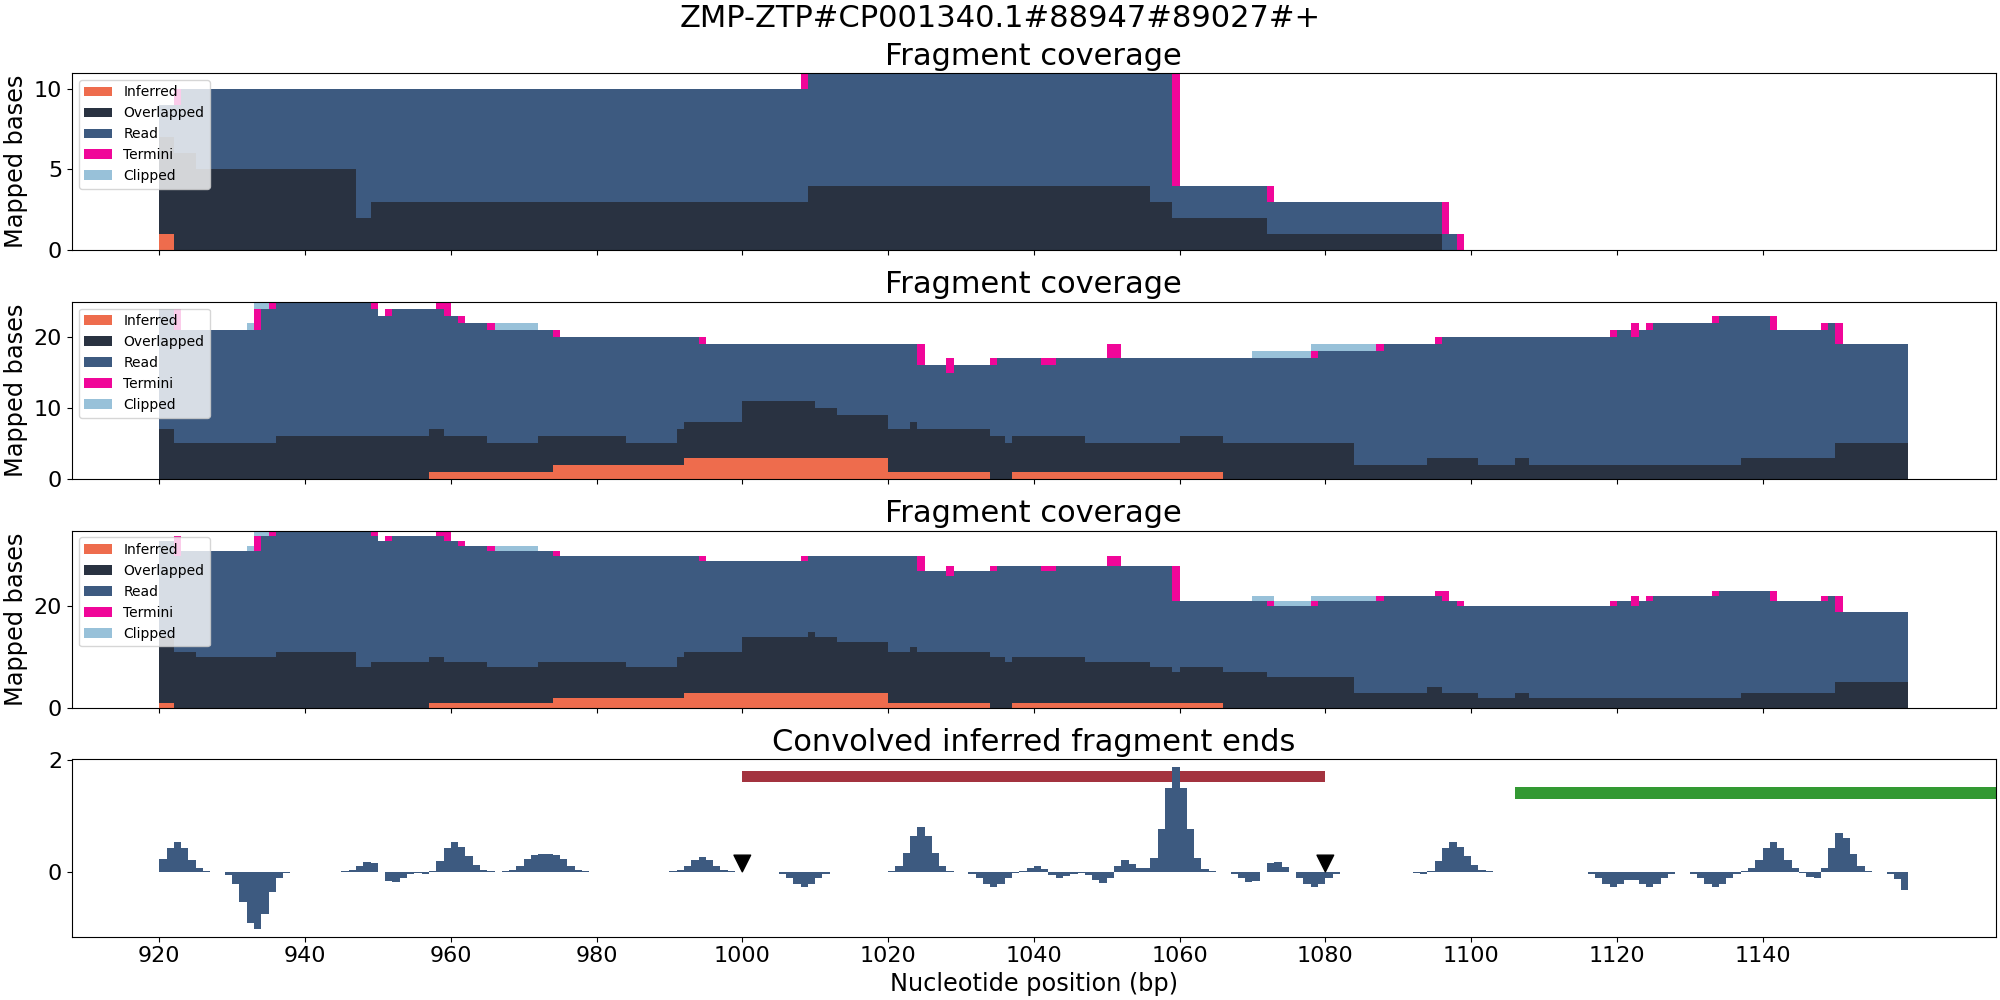 ZMP-ZTP#CP001340.1#88947#89027#+
Fragment coverage
Mapped bases
10
5
0
Inferred
Overlapped
Read
Termini
Clipped
Fragment coverage
Mapped bases
20
10
0
Inferred
Overlapped
Read
Termini
Clipped
Fragment coverage
Mapped bases
20
0
Inferred
Overlapped
Read
Termini
Clipped
Convolved inferred fragment ends
2
0
920 940 960 980 1000 1020 1040 1060 1080 1100 1120 1140
Nucleotide position (bp)